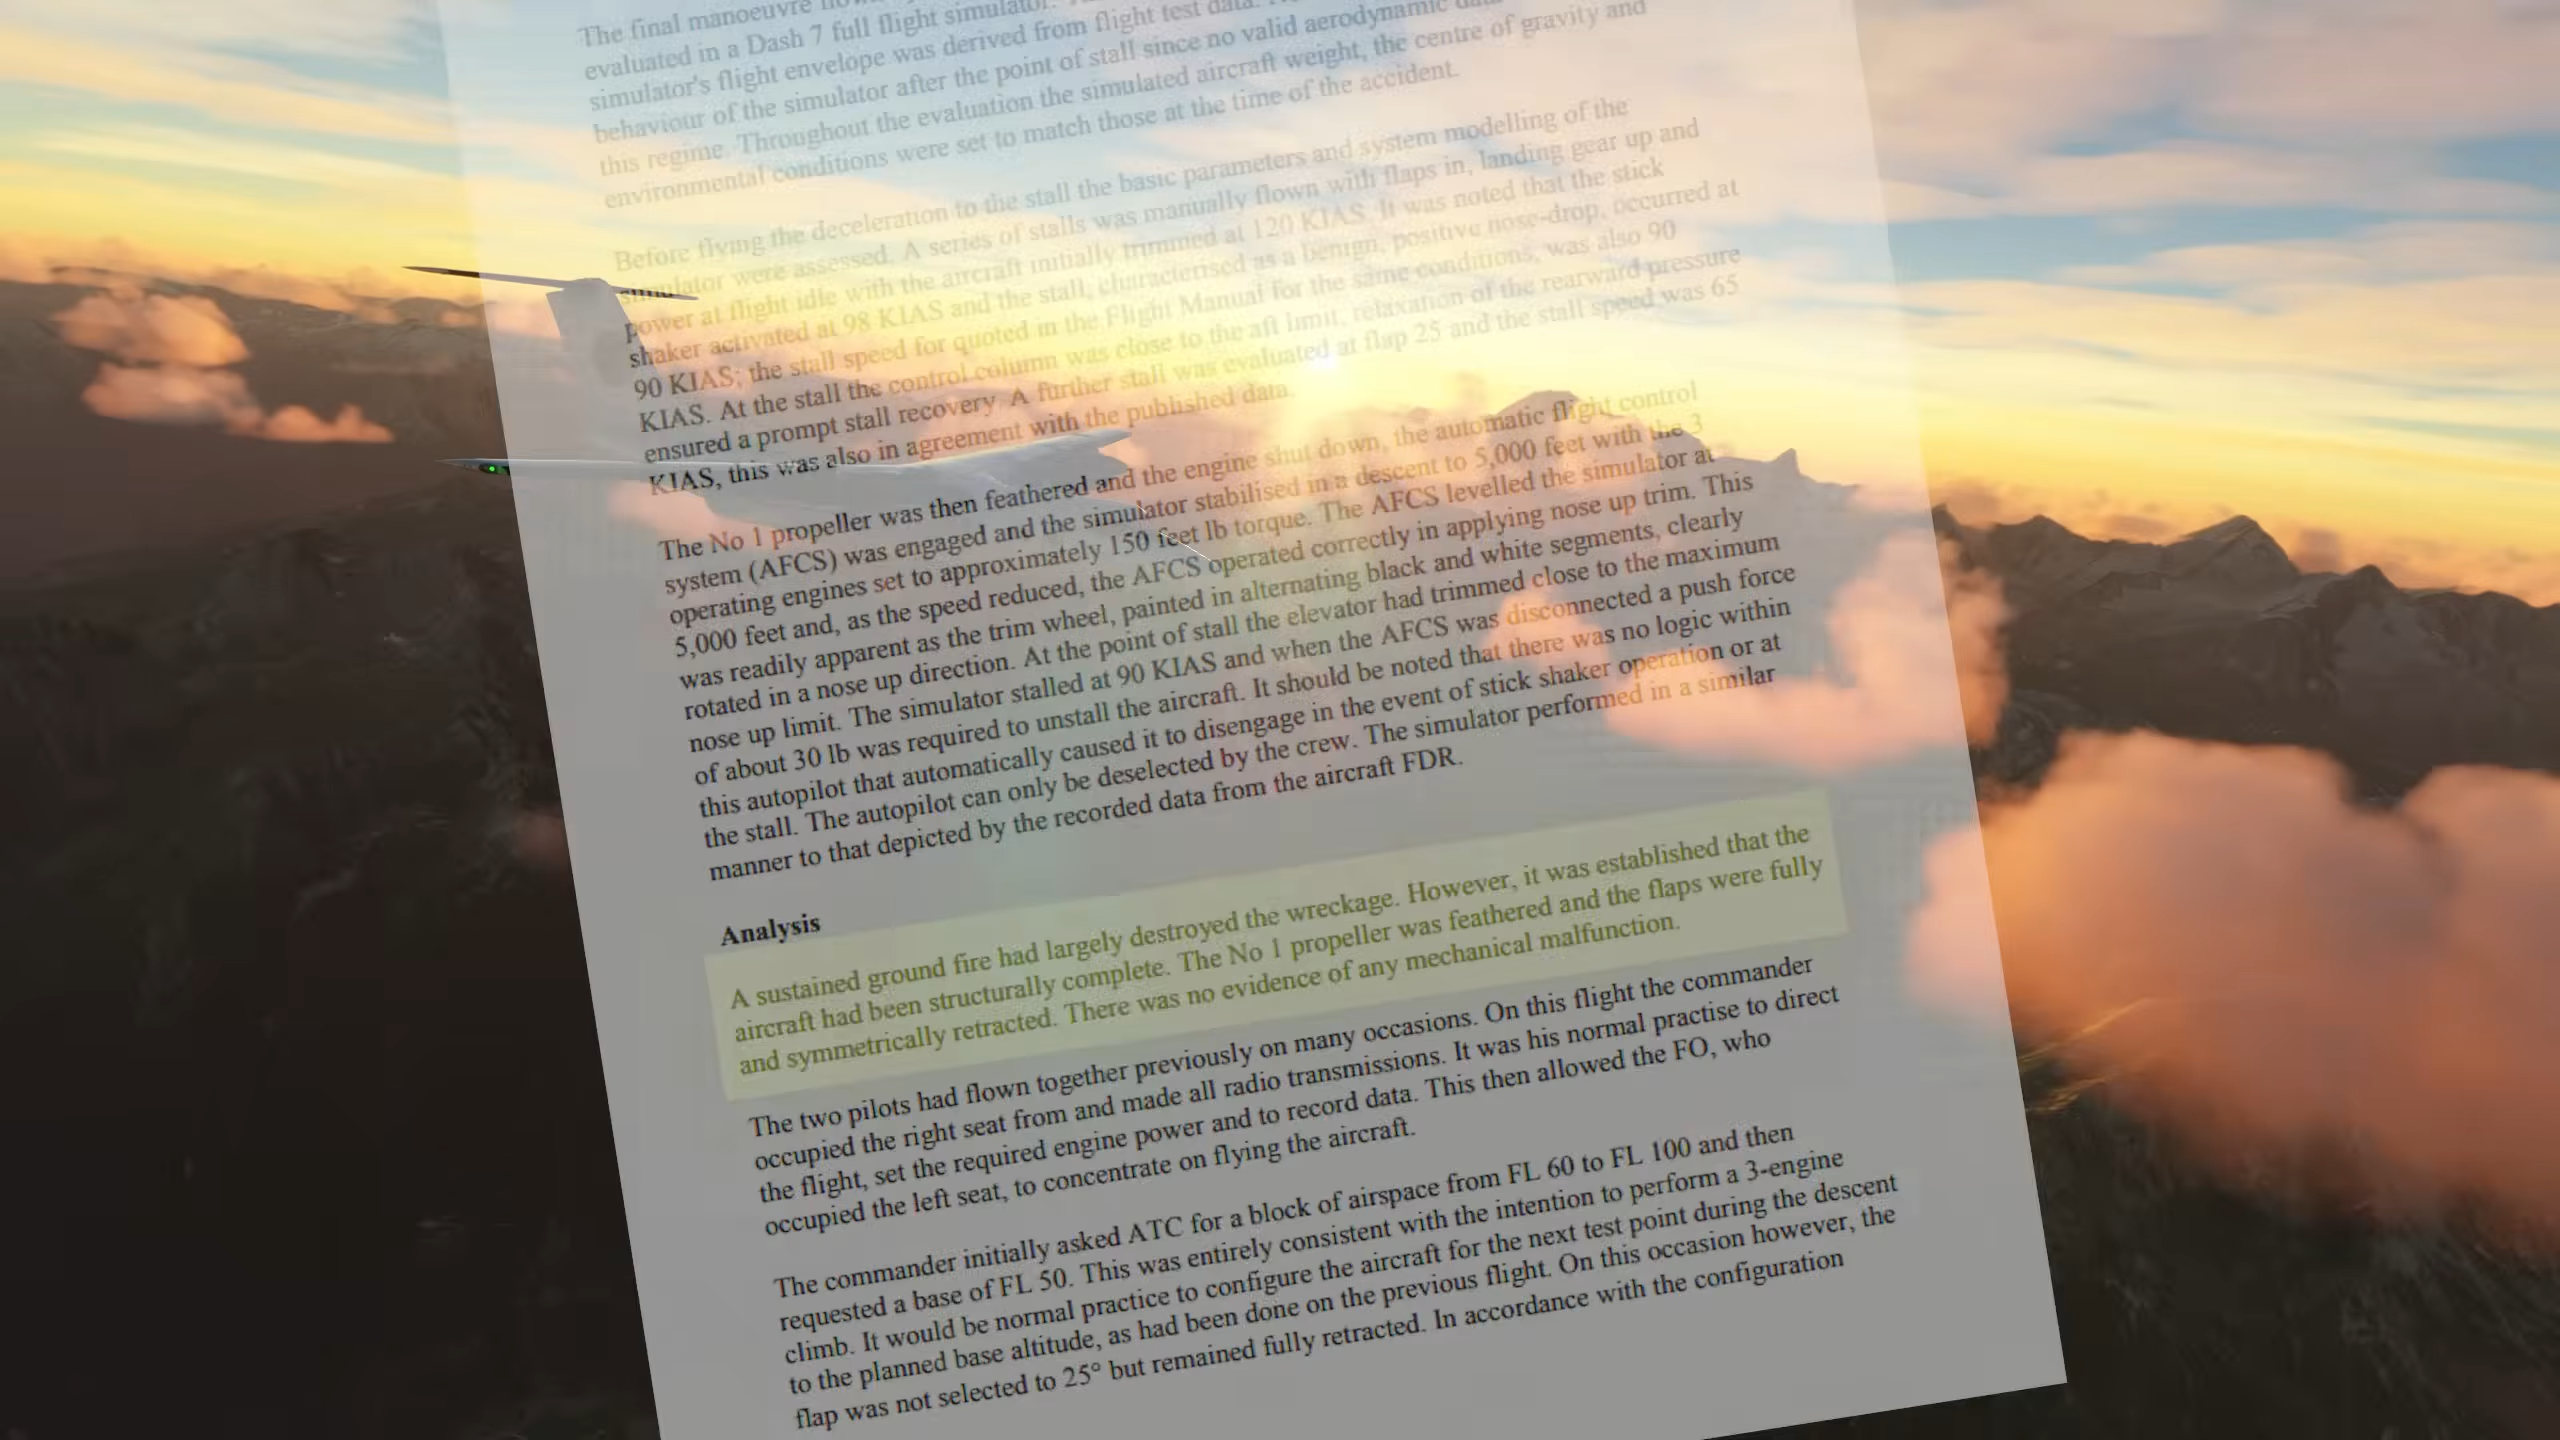 The final manoeuvre
evaluated in a Dash 7 full flight simulator.
simulator's flight envelope was derived from flight test data.
behaviour of the simulator after the point of stall since no valid aerodynamic
this regime. Throughout the evaluation the simulated aircraft weight, the centre of gravity and
environmental conditions were set to match those at the time of the accident.
Before flying the deceleration to the stall the basic parameters and system modelling of the
simulator were assessed. A series of stalls was manually flown with flaps in, landing gear up and
power at flight idle with the aircraft initially trimmed at 120 KIAS. It was noted that the stick
shaker activated at 98 KIAS and the stall, characterised as a benign, positive nose-drop, occurred at
90 KIAS; the stall speed for quoted in the Flight Manual for the same conditions, was also 90
KIAS. At the stall the control column was close to the aft limit, relaxation of the rearward pressure
ensured a prompt stall recovery. A further stall was evaluated at flap 25 and the stall speed was 65
KIAS, this was also in agreement with the published data.
The No 1 propeller was then feathered and the engine shut down, the automatic flight control
system (AFCS) was engaged and the simulator stabilised in a descent to 5,000 feet with the 3
operating engines set to approximately 150 feet lb torque. The AFCS levelled the simulator at
5,000 feet and, as the speed reduced, the AFCS operated correctly in applying nose up trim. This
was readily apparent as the trim wheel, painted in alternating black and white segments, clearly
rotated in a nose up direction. At the point of stall the elevator had trimmed close to the maximum
nose up limit. The simulator stalled at 90 KIAS and when the AFCS was disconnected a push force
of about 30 lb was required to unstall the aircraft. It should be noted that there was no logic within
this autopilot that automatically caused it to disengage in the event of stick shaker operation or at
the stall. The autopilot can only be deselected by the crew. The simulator performed in a similar
manner to that depicted by the recorded data from the aircraft FDR.
Analysis
A sustained ground fire had largely destroyed the wreckage. However, it was established that the
aircraft had been structurally complete. The No 1 propeller was feathered and the flaps were fully
and symmetrically retracted. There was no evidence of any mechanical malfunction.
The two pilots had flown together previously on many occasions. On this flight the commander
occupied the right seat from and made all radio transmissions. It was his normal practise to direct
the flight, set the required engine power and to record data. This then allowed the FO, who
occupied the left seat, to concentrate on flying the aircraft.
The commander initially asked ATC for a block of airspace from FL 60 to FL 100 and then
requested a base of FL 50. This was entirely consistent with the intention to perform a 3-engine
climb. It would be normal practice to configure the aircraft for the next test point during the descent
to the planned base altitude, as had been done on the previous flight. On this occasion however, the
flap was not selected to 25° but remained fully retracted. In accordance with the configuration